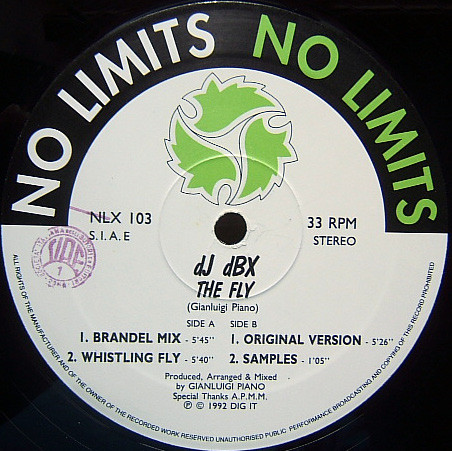 NO LIMITS NO LIMITS
NLX 103
S.I.A.E
33 RPM
STEREO
dJ dBX
THE FLY
(Gianluigi Piano)
SIDE A SIDE B
1. BRANDEL MIX - 5'45" 1. ORIGINAL VERSION - 5'26"
2. WHISTLING FLY - 5'40" 2. SAMPLES - 1'05"
Produced, Arranged & Mixed
by GIANLUIGI PIANO
Special Thanks A.P.M.M.
℗ © 1992 DIG IT
ALL RIGHTS OF THE MANUFACTURER AND OF THE OWNER OF THE RECORDED WORK RESERVED UNAUTHORISED PUBLIC PERFORMANCE BROADCASTING AND COPYING OF THIS RECORD PROHIBITED